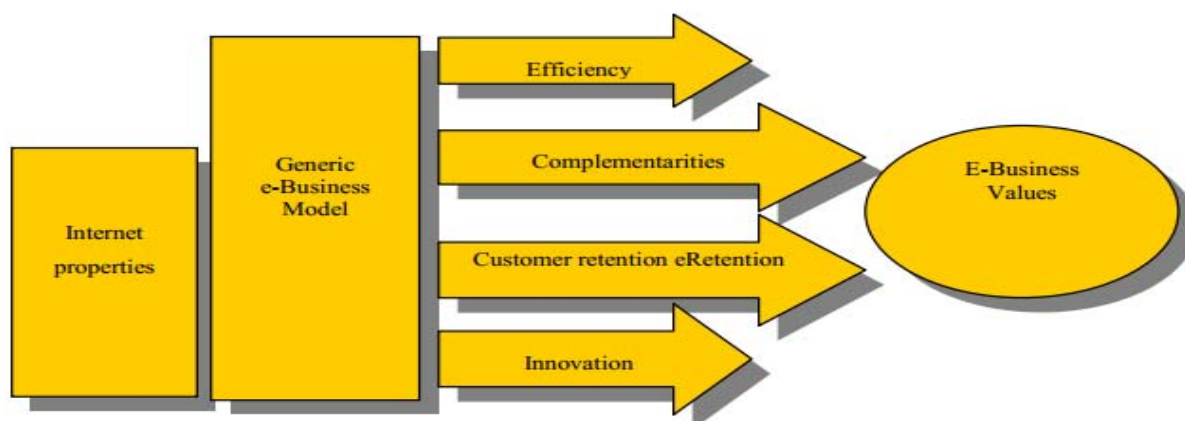 Internet
properties
Generic
e-Business
Model
Efficiency
Complementarities
Customer retention eRetention
Innovation
E-Business
Values